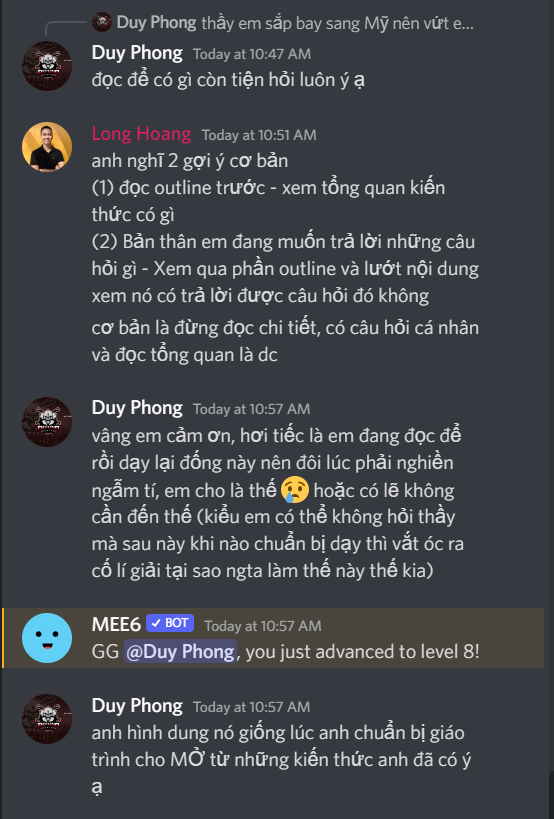 Duy Phong thầy em sắp bay sang Mỹ nên vứt e...
Duy Phong Today at 10:47 AM
đọc để có gì còn tiện hỏi luôn ý ạ
Long Hoang Today at 10:51 AM
anh nghĩ 2 gợi ý cơ bản
(1) đọc outline trước - xem tổng quan kiến
thức có gì
(2) Bản thân em đang muốn trả lời những câu
hỏi gì - Xem qua phần outline và lướt nội dung
xem nó có trả lời được câu hỏi đó không
cơ bản là đừng đọc chi tiết, có câu hỏi cá nhân
và đọc tổng quan là dc
Duy Phong Today at 10:57 AM
vâng em cảm ơn, hơi tiếc là em đang đọc để
rồi dạy lại đống này nên đôi lúc phải nghiền
ngẫm tí, em cho là thế 😢 hoặc có lẽ không
cần đến thế (kiểu em có thể không hỏi thầy
mà sau này khi nào chuẩn bị dạy thì vắt óc ra
cố lí giải tại sao ngta làm thế này thế kia)
MEE6 ✓ BOT Today at 10:57 AM
GG @Duy Phong, you just advanced to level 8!
Duy Phong Today at 10:57 AM
anh hình dung nó giống lúc anh chuẩn bị giáo
trình cho MỞ từ những kiến thức anh đã có ý
ạ